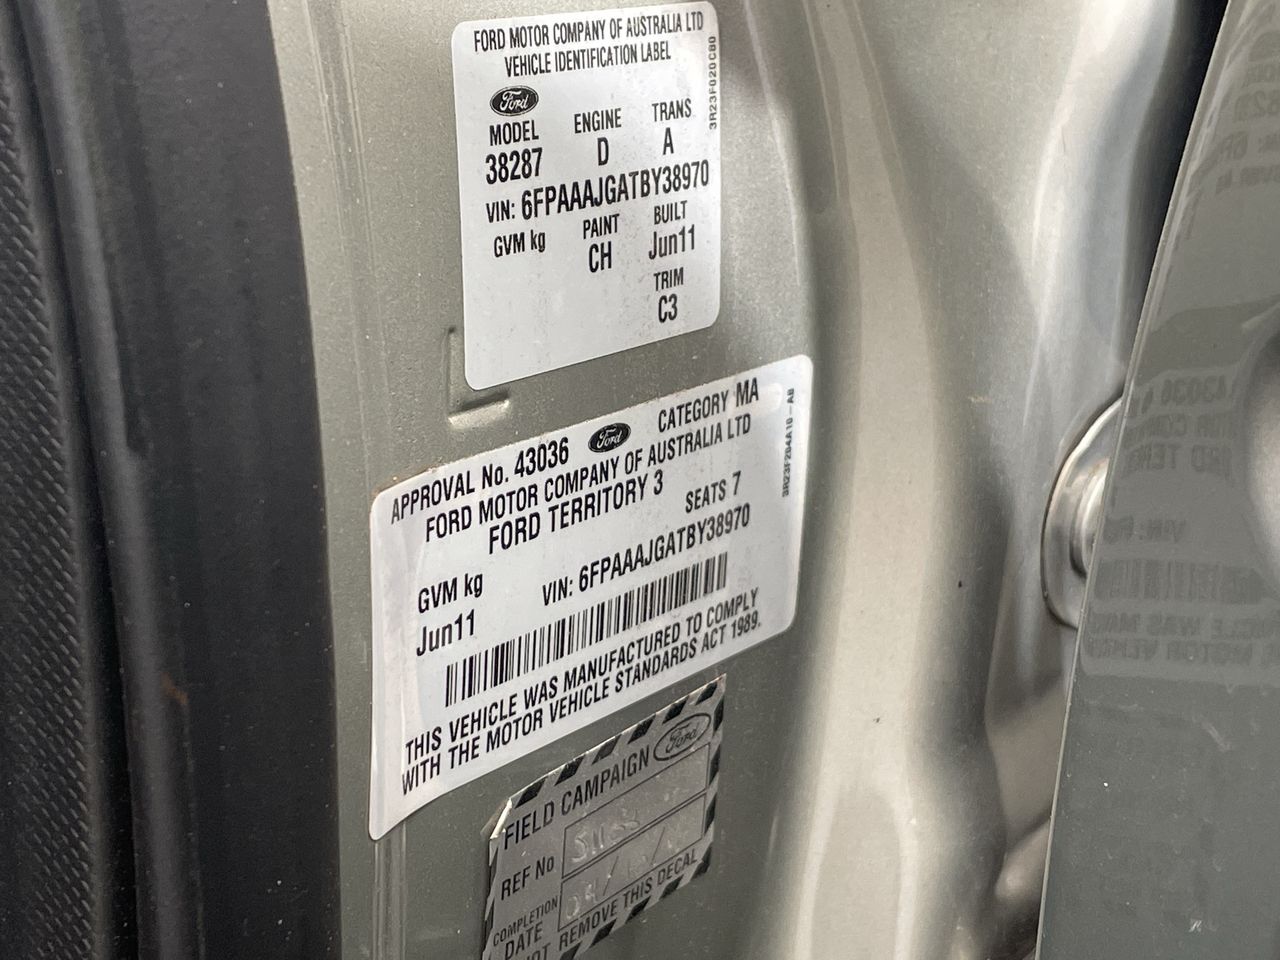 FORD MOTOR COMPANY OF AUSTRALIA LTD
VEHICLE IDENTIFICATION LABEL
Ford
MODEL ENGINE TRANS
38287 D A
VIN: 6FPAAAJGATBY38970
GVM kg PAINT BUILT
CH Jun11
TRIM
C3
3R23F020C80
APPROVAL No. 43036 Ford CATEGORY MA
FORD MOTOR COMPANY OF AUSTRALIA LTD
FORD TERRITORY 3 SEATS 7
GVM kg VIN: 6FPAAAJGATBY38970
Jun11
THIS VEHICLE WAS MANUFACTURED TO COMPLY
WITH THE MOTOR VEHICLE STANDARDS ACT 1989.
3R23F204A10-AB
FIELD CAMPAIGN Ford
REF No
COMPLETION
DATE
NOT REMOVE THIS DECAL